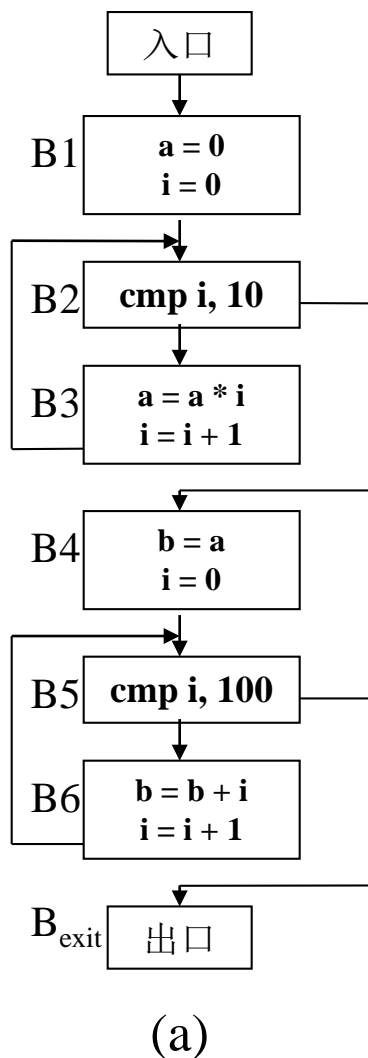 入口
B1
a = 0
i = 0
B2
cmp i, 10
B3
a = a * i
i = i + 1
B4
b = a
i = 0
B5
cmp i, 100
B6
b = b + i
i = i + 1
Bexit
出口
(a)